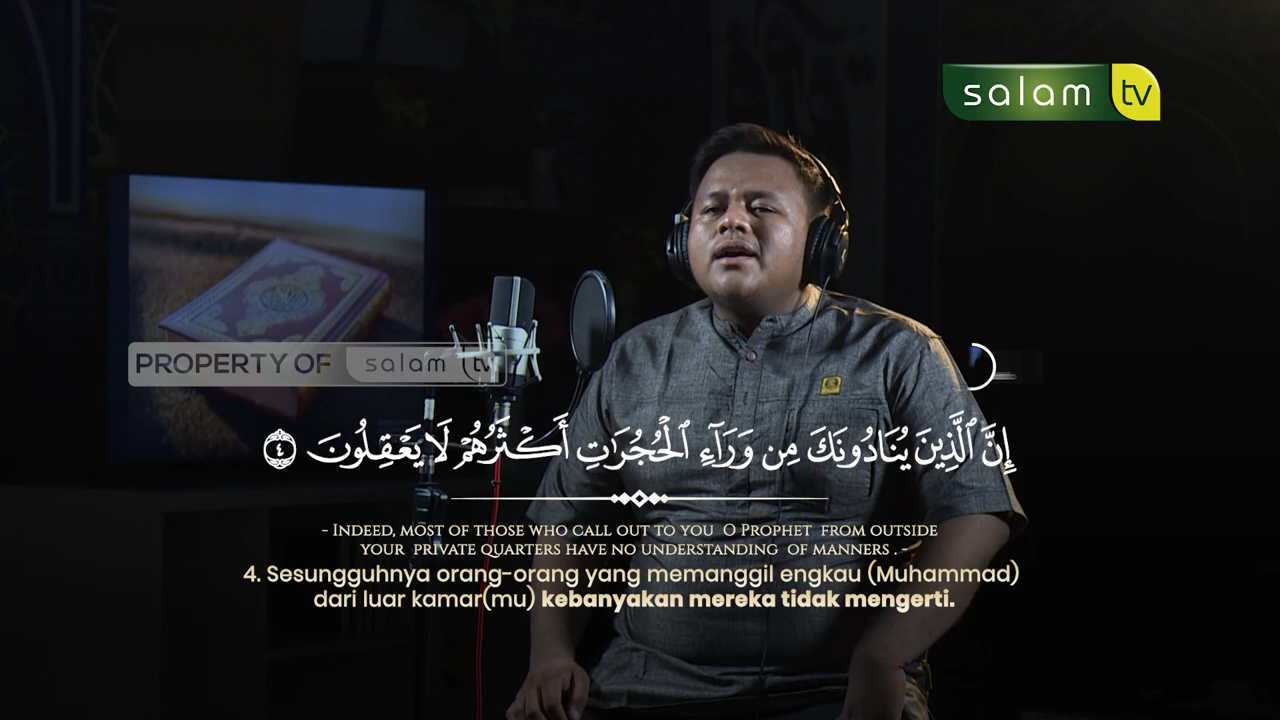 salam tv
PROPERTY OF salam tv
إِنَّ ٱلَّذِينَ يُنَادُونَكَ مِن وَرَآءِ ٱلْحُجُرَٰتِ أَكْثَرُهُمْ لَا يَعْقِلُونَ ٤
- INDEED, MOST OF THOSE WHO CALL OUT TO YOU O PROPHET FROM OUTSIDE
YOUR PRIVATE QUARTERS HAVE NO UNDERSTANDING OF MANNERS . -
4. Sesungguhnya orang-orang yang memanggil engkau (Muhammad)
dari luar kamar(mu) kebanyakan mereka tidak mengerti.